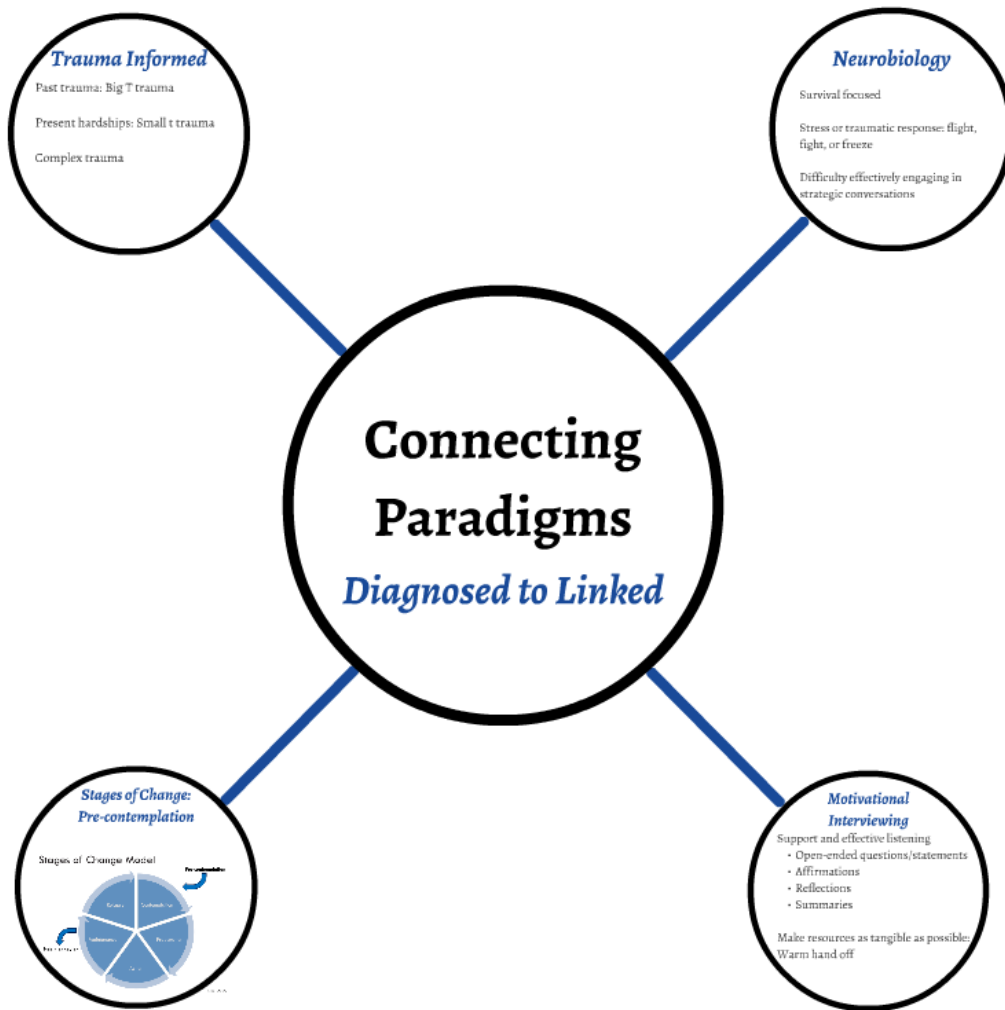 Trauma Informed
Past trauma: Big T trauma
Present hardships: Small t trauma
Complex trauma
Neurobiology
Survival focused
Stress or traumatic response: flight,
fight, or freeze
Difficulty effectively engaging in
strategic conversations
Connecting
Paradigms
Diagnosed to Linked
Stages of Change:
Pre-contemplation
Stages of Change Model
Motivational
Interviewing
Support and effective listening
• Open-ended questions/statements
• Affirmations
• Reflections
• Summaries
Make resources as tangible as possible:
Warm hand off